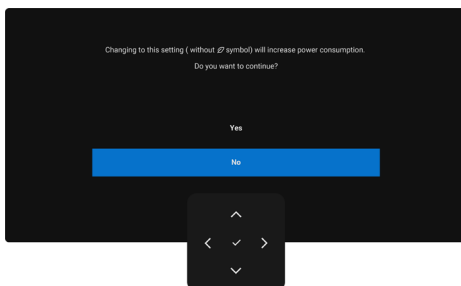 Changing to this setting ( without symbol) will increase power consumption.
Do you want to continue?
Yes
No